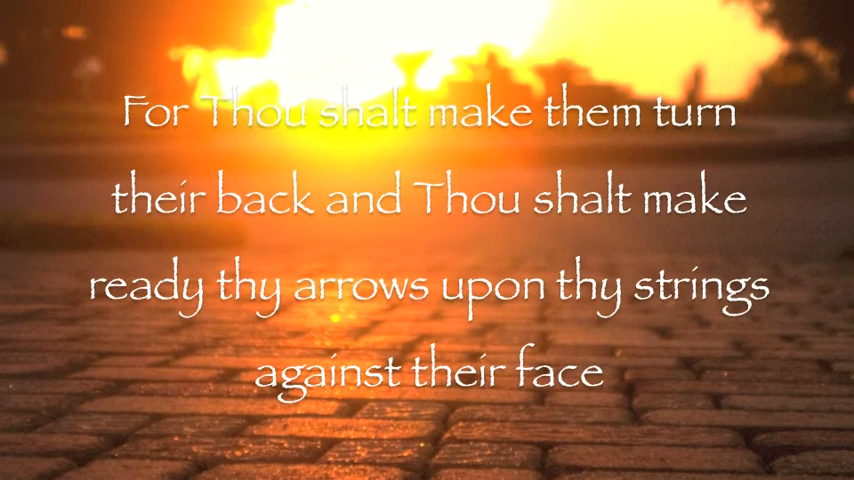 For Thou shalt make them turn
their back and Thou shalt make
ready thy arrows upon thy strings
against their face